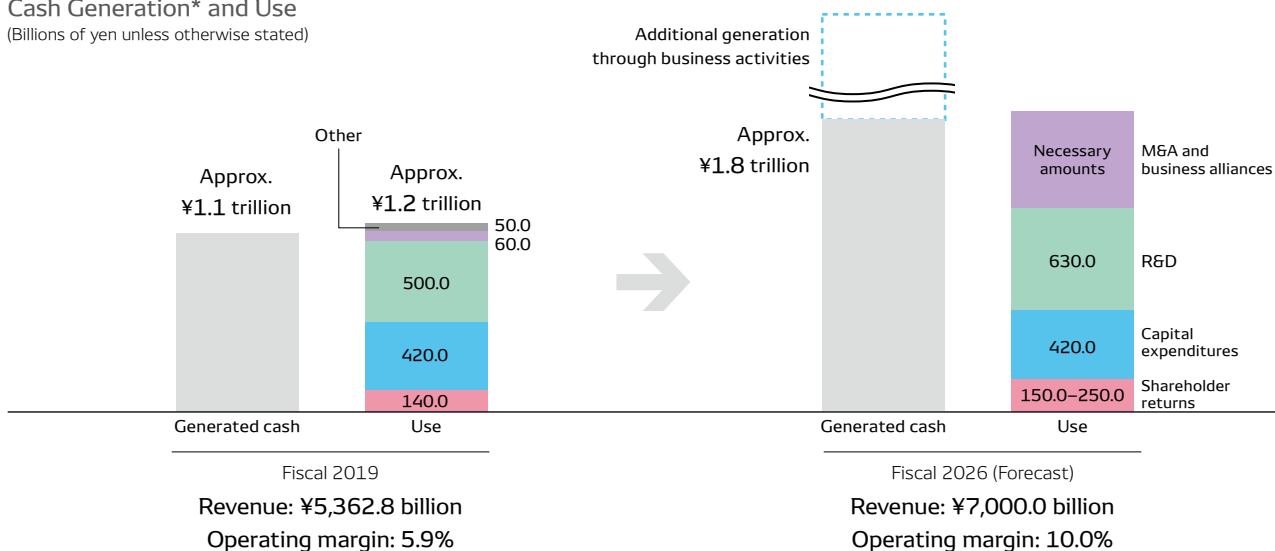 Cash Generation* and Use
(Billions of yen unless otherwise stated)
Other
Approx.
¥1.1 trillion
Approx.
¥1.2 trillion
50.0
60.0
500.0
420.0
140.0
Generated cash
Use
Fiscal 2019
Revenue: ¥5,362.8 billion
Operating margin: 5.9%
Additional generation
through business activities
Approx.
¥1.8 trillion
Necessary
amounts
M&A and
business alliances
630.0
R&D
420.0
Capital
expenditures
150.0–250.0
Shareholder
returns
Generated cash
Use
Fiscal 2026 (Forecast)
Revenue: ¥7,000.0 billion
Operating margin: 10.0%